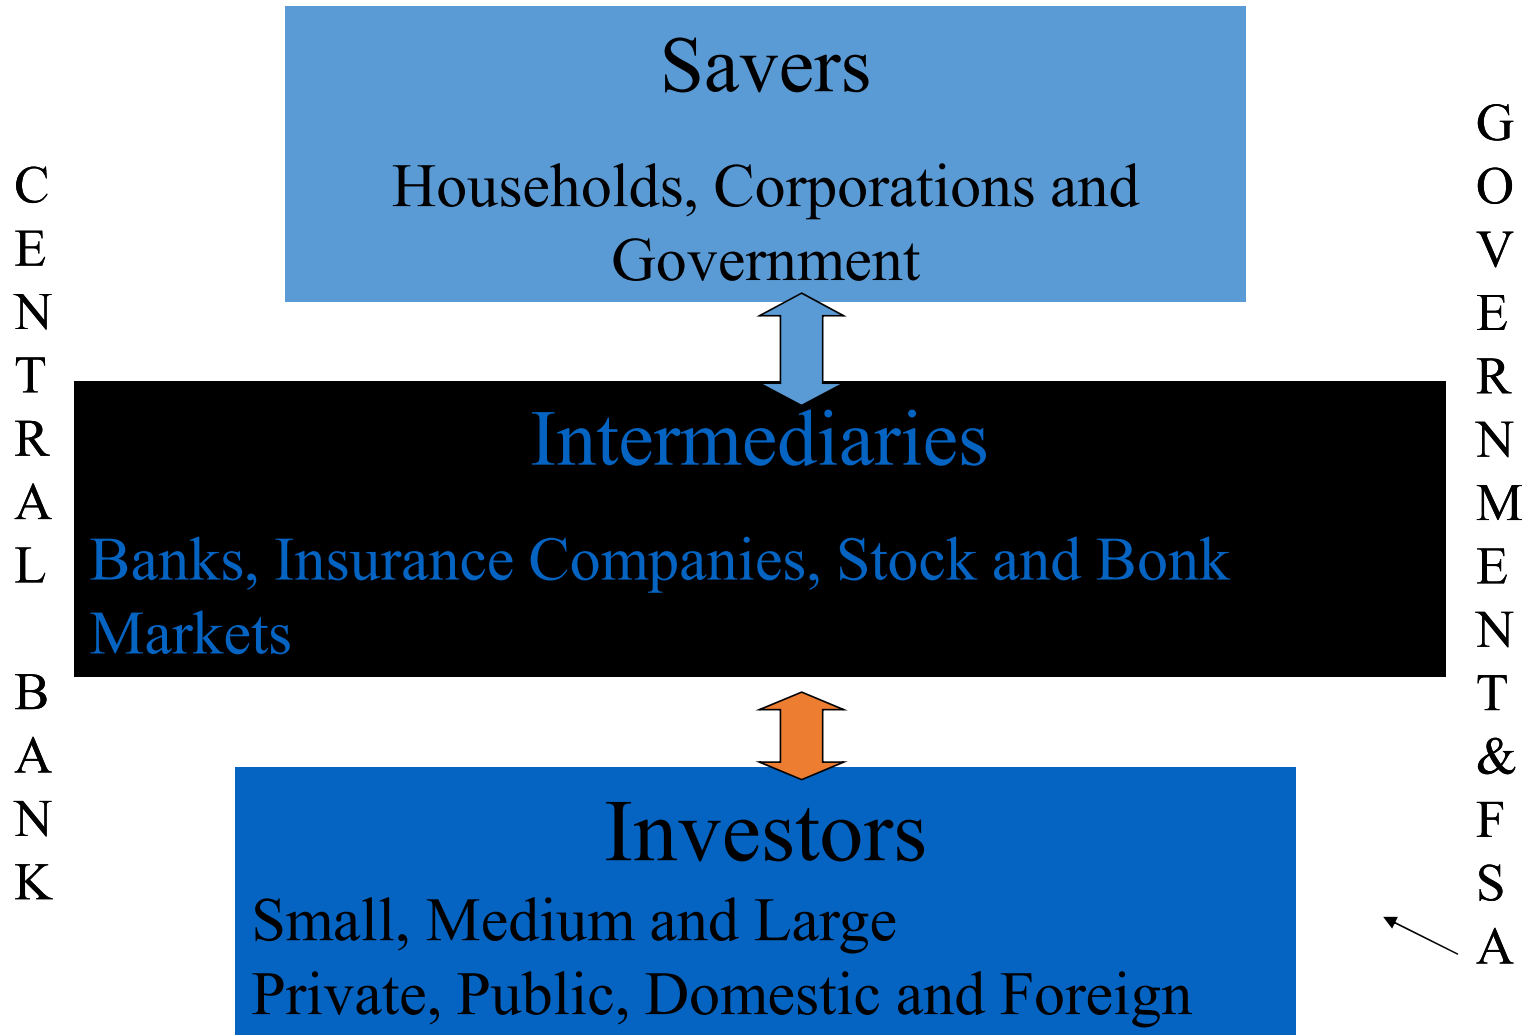 Savers
Households, Corporations and
Government
CENTRAL BANK
Intermediaries
Banks, Insurance Companies, Stock and Bonk
Markets
GOVERNMENT&FSA
Investors
Small, Medium and Large
Private, Public, Domestic and Foreign